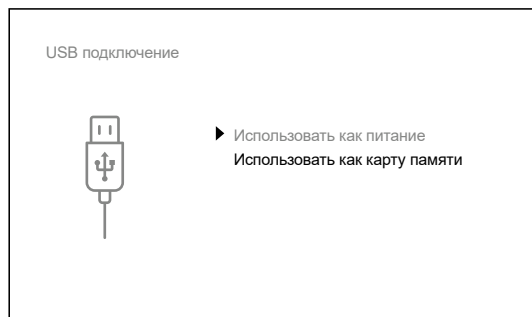 USB подключение
Использовать как питание
Использовать как карту памяти